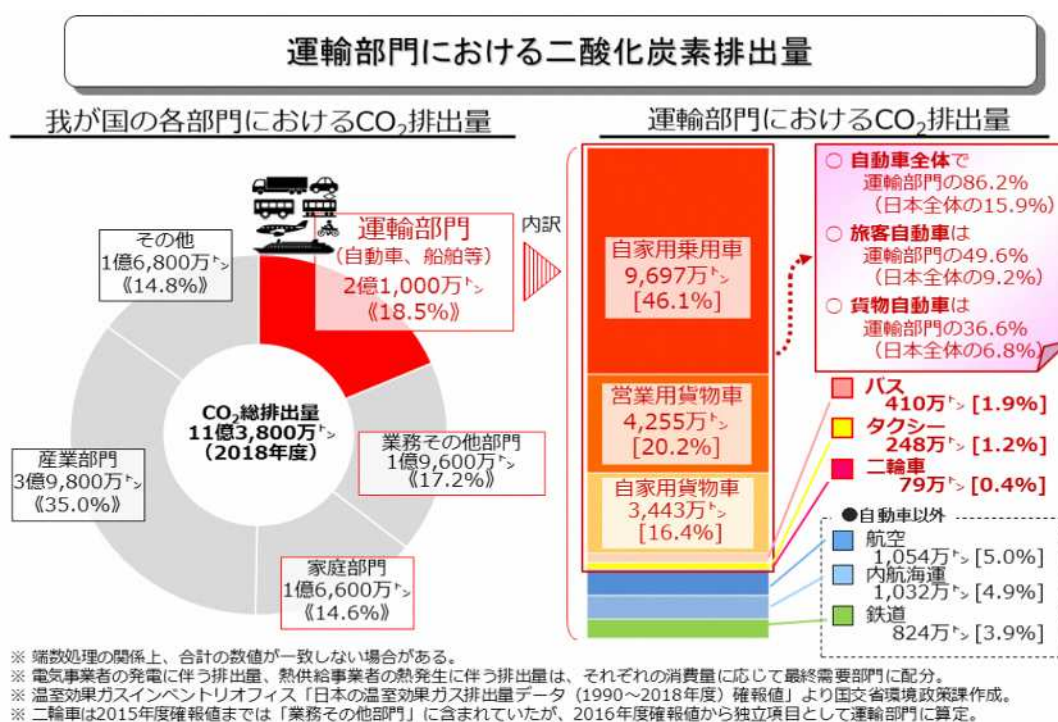 運輸部門における二酸化炭素排出量
我が国の各部門におけるCO₂排出量
運輸部門
（自動車、船舶等）
2億1,000万㌧
《18.5%》
その他
1億6,800万㌧
《14.8%》
CO₂総排出量
11億3,800万㌧
（2018年度）
産業部門
3億9,800万㌧
《35.0%》
業務その他部門
1億9,600万㌧
《17.2%》
家庭部門
1億6,600万㌧
《14.6%》
内訳
運輸部門におけるCO₂排出量
自家用乗用車
9,697万㌧
[46.1%]
営業用貨物車
4,255万㌧
[20.2%]
自家用貨物車
3,443万㌧
[16.4%]
○ 自動車全体で
運輸部門の86.2%
（日本全体の15.9%）
○ 旅客自動車は
運輸部門の49.6%
（日本全体の9.2%）
○ 貨物自動車は
運輸部門の36.6%
（日本全体の6.8%）
バス
410万㌧ [1.9%]
タクシー
248万㌧ [1.2%]
二輪車
79万㌧ [0.4%]
●自動車以外
航空
1,054万㌧ [5.0%]
内航海運
1,032万㌧ [4.9%]
鉄道
824万㌧ [3.9%]
※ 端数処理の関係上、合計の数値が一致しない場合がある。
※ 電気事業者の発電に伴う排出量、熱供給事業者の熱発生に伴う排出量は、それぞれの消費量に応じて最終需要部門に配分。
※ 温室効果ガスインベントリオフィス「日本の温室効果ガス排出量データ（1990～2018年度）確報値」より国交省環境政策課作成。
※ 二輪車は2015年度確報値までは「業務その他部門」に含まれていたが、2016年度確報値から独立項目として運輸部門に算定。